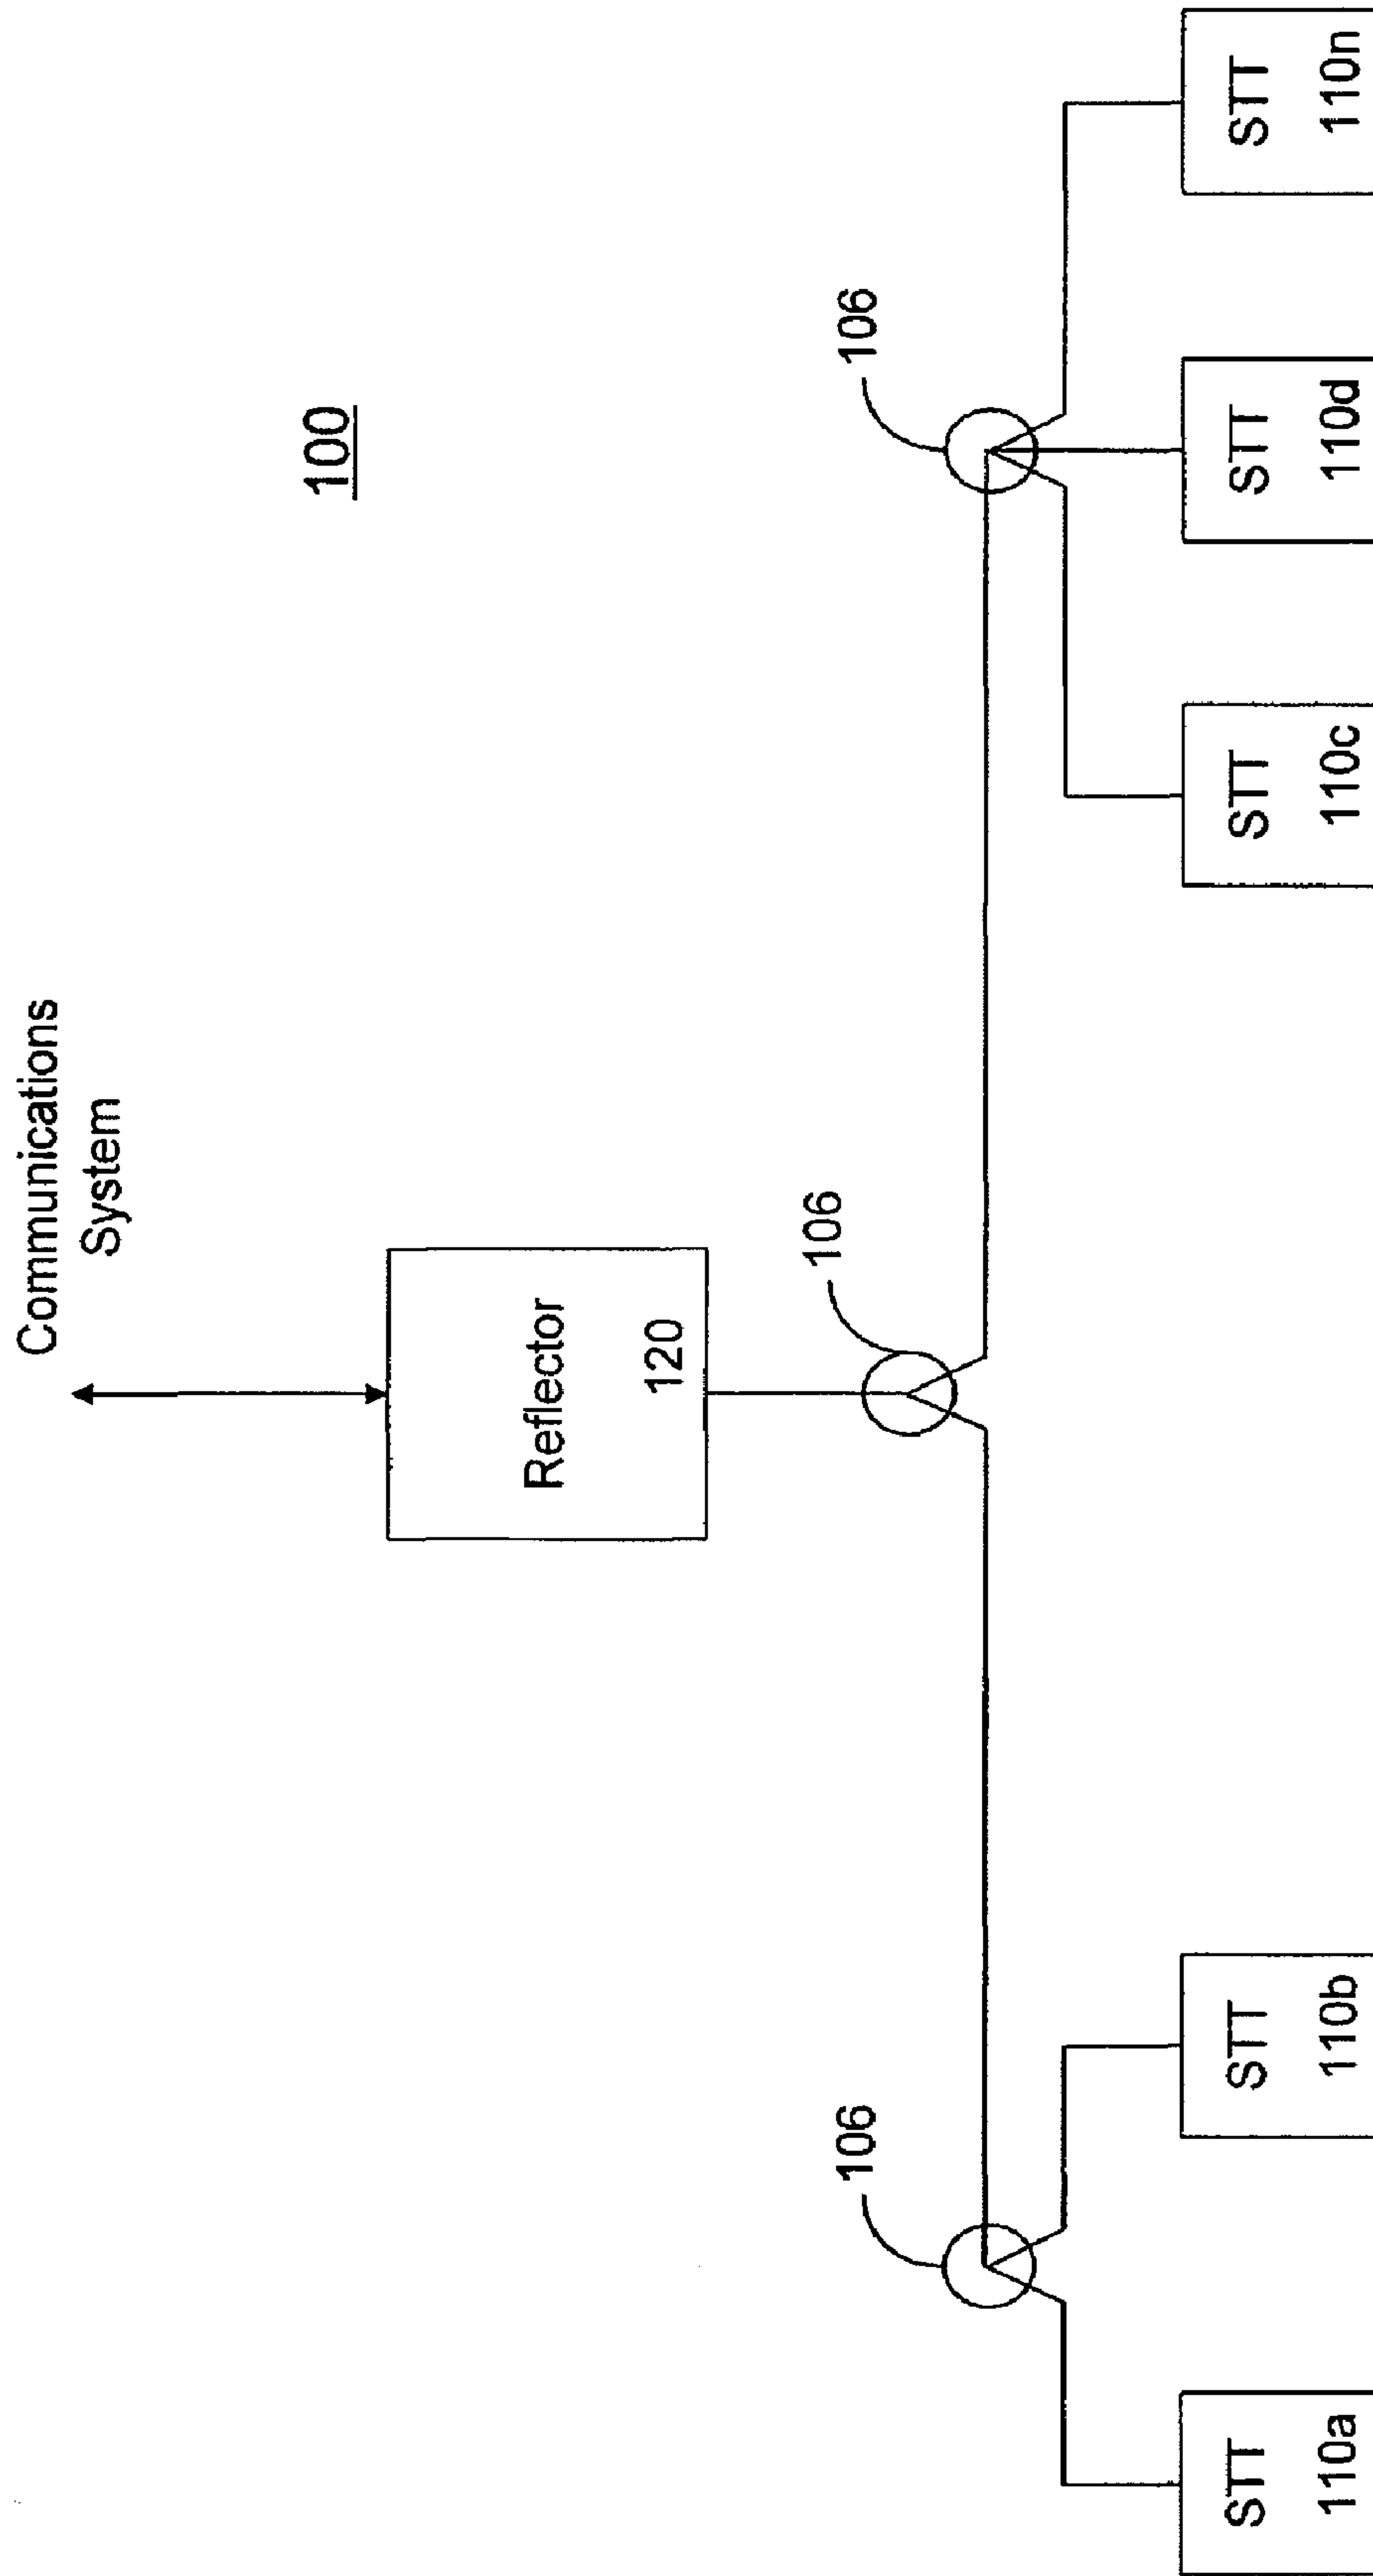 Communications
System
100
Reflector
120
106
106
106
STT
110a
STT
110b
STT
110c
STT
110d
STT
110n